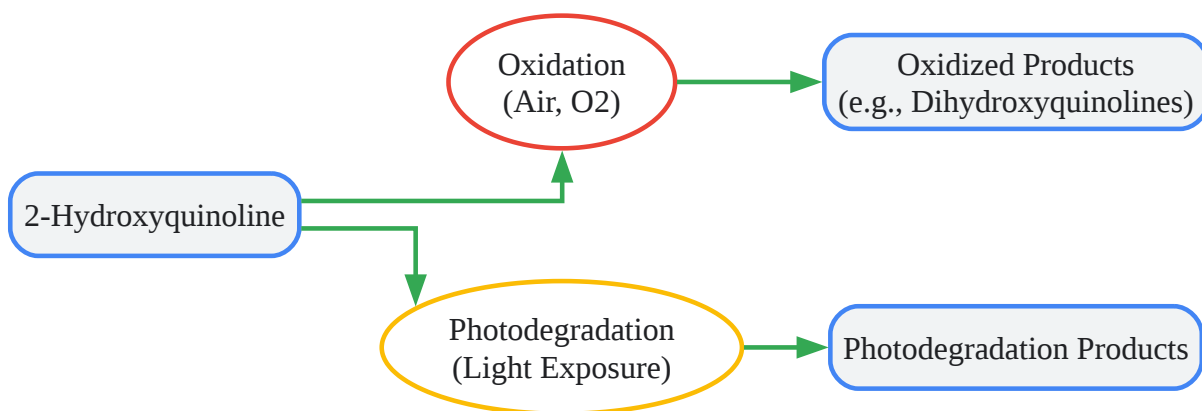 2-Hydroxyquinoline
Oxidation
(Air, O2)
Oxidized Products
(e.g., Dihydroxyquinolines)
Photodegradation
(Light Exposure)
Photodegradation Products